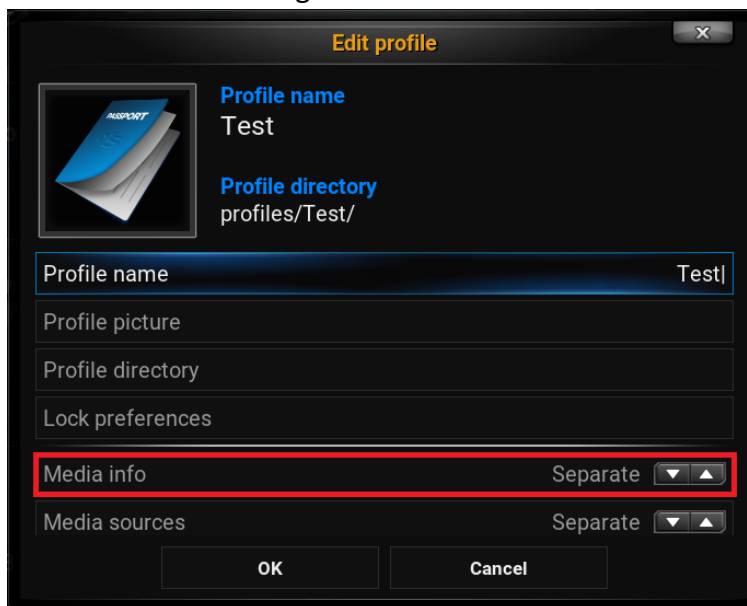 Edit profile
X
PASSPORT
Profile name
Test
Profile directory
profiles/Test/
Profile name Test|
Profile picture
Profile directory
Lock preferences
Media info Separate
Media sources Separate
OK Cancel